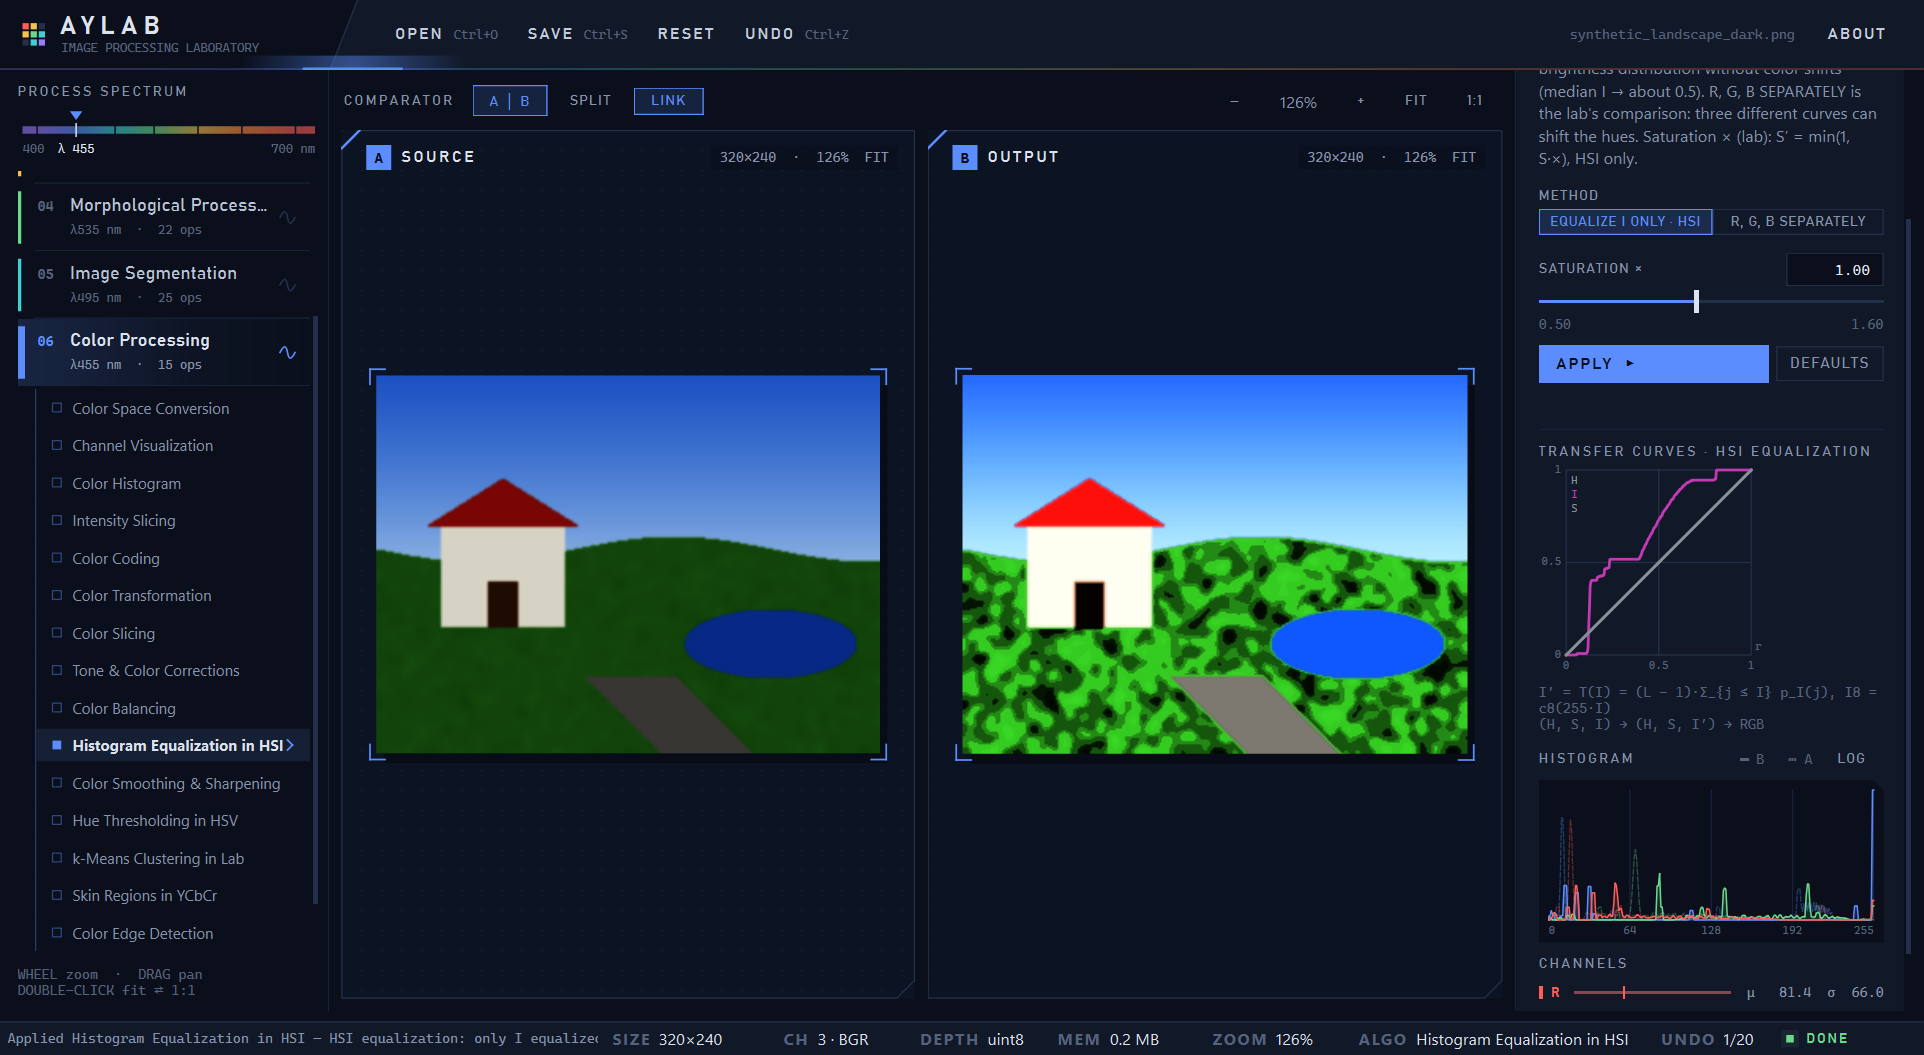 AYLAB
IMAGE PROCESSING LABORATORY
OPEN Ctrl+O SAVE Ctrl+S RESET UNDO Ctrl+Z
synthetic_landscape_dark.png ABOUT
PROCESS SPECTRUM
400 λ 455 700 nm
04 Morphological Process...
λ535 nm · 22 ops
05 Image Segmentation
λ495 nm · 25 ops
06 Color Processing
λ455 nm · 15 ops
Color Space Conversion
Channel Visualization
Color Histogram
Intensity Slicing
Color Coding
Color Transformation
Color Slicing
Tone & Color Corrections
Color Balancing
Histogram Equalization in HSI
Color Smoothing & Sharpening
Hue Thresholding in HSV
k-Means Clustering in Lab
Skin Regions in YCbCr
Color Edge Detection
WHEEL zoom · DRAG pan
DOUBLE-CLICK fit ⇄ 1:1
COMPARATOR A | B SPLIT LINK
– 126% + FIT 1:1
A SOURCE 320×240 · 126% FIT
B OUTPUT 320×240 · 126% FIT
brightness distribution without color shifts
(median I → about 0.5). R, G, B SEPARATELY is
the lab's comparison: three different curves can
shift the hues. Saturation × (lab): S′ = min(1,
S·×), HSI only.
METHOD
EQUALIZE I ONLY · HSI R, G, B SEPARATELY
SATURATION × 1.00
0.50 1.60
APPLY ▸ DEFAULTS
TRANSFER CURVES · HSI EQUALIZATION
1
H
I
S
0.5
0 r
0 0.5 1
I′ = T(I) = (L − 1)·Σ_{j ≤ I} p_I(j), I8 =
c8(255·I)
(H, S, I) → (H, S, I′) → RGB
HISTOGRAM B A LOG
0 64 128 192 255
CHANNELS
R μ 81.4 σ 66.0
Applied Histogram Equalization in HSI — HSI equalization: only I equalized
SIZE 320×240 CH 3 · BGR DEPTH uint8 MEM 0.2 MB ZOOM 126% ALGO Histogram Equalization in HSI UNDO 1/20 DONE